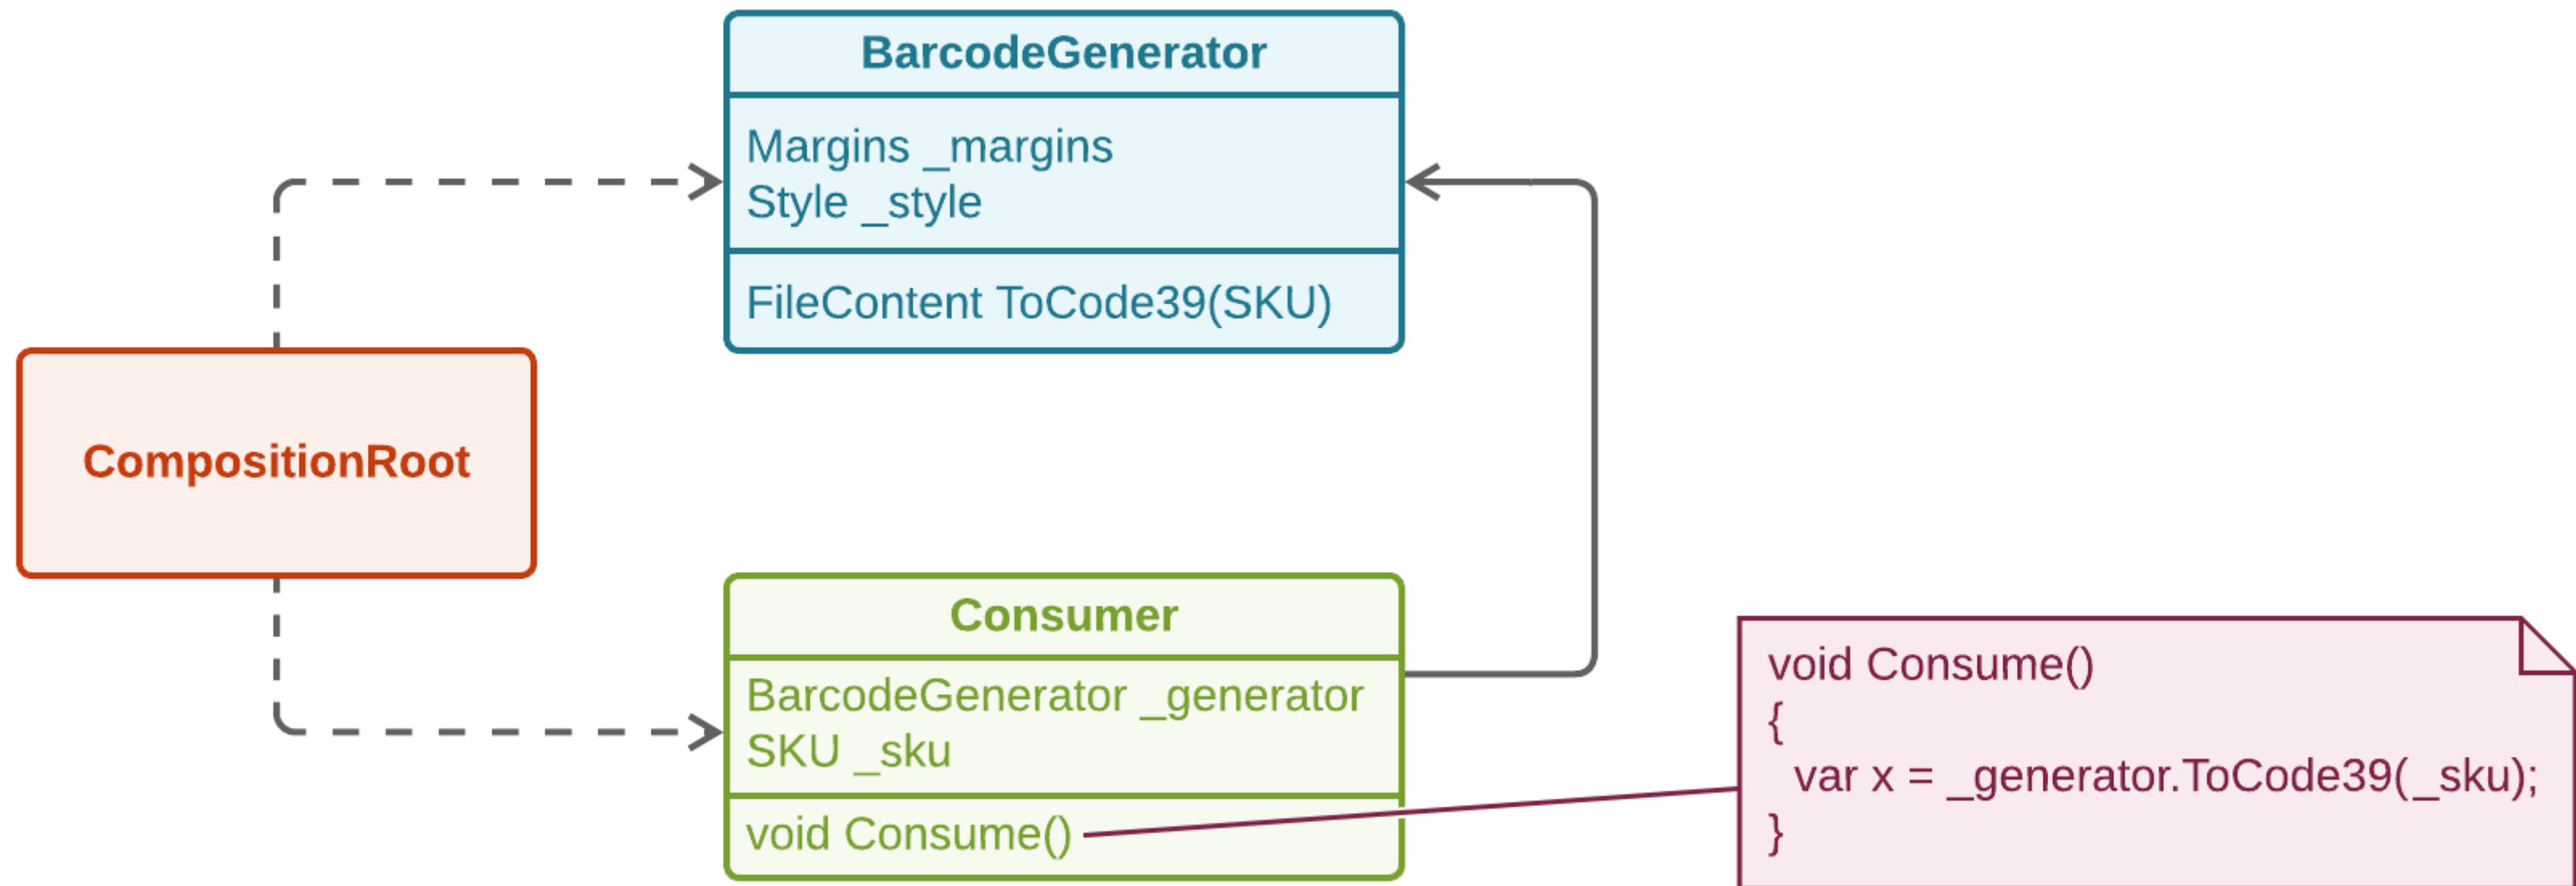 BarcodeGenerator
Margins _margins
Style _style
FileContent ToCode39(SKU)
CompositionRoot
Consumer
BarcodeGenerator _generator
SKU _sku
void Consume()
void Consume()
{
var x = _generator.ToCode39(_sku);
}